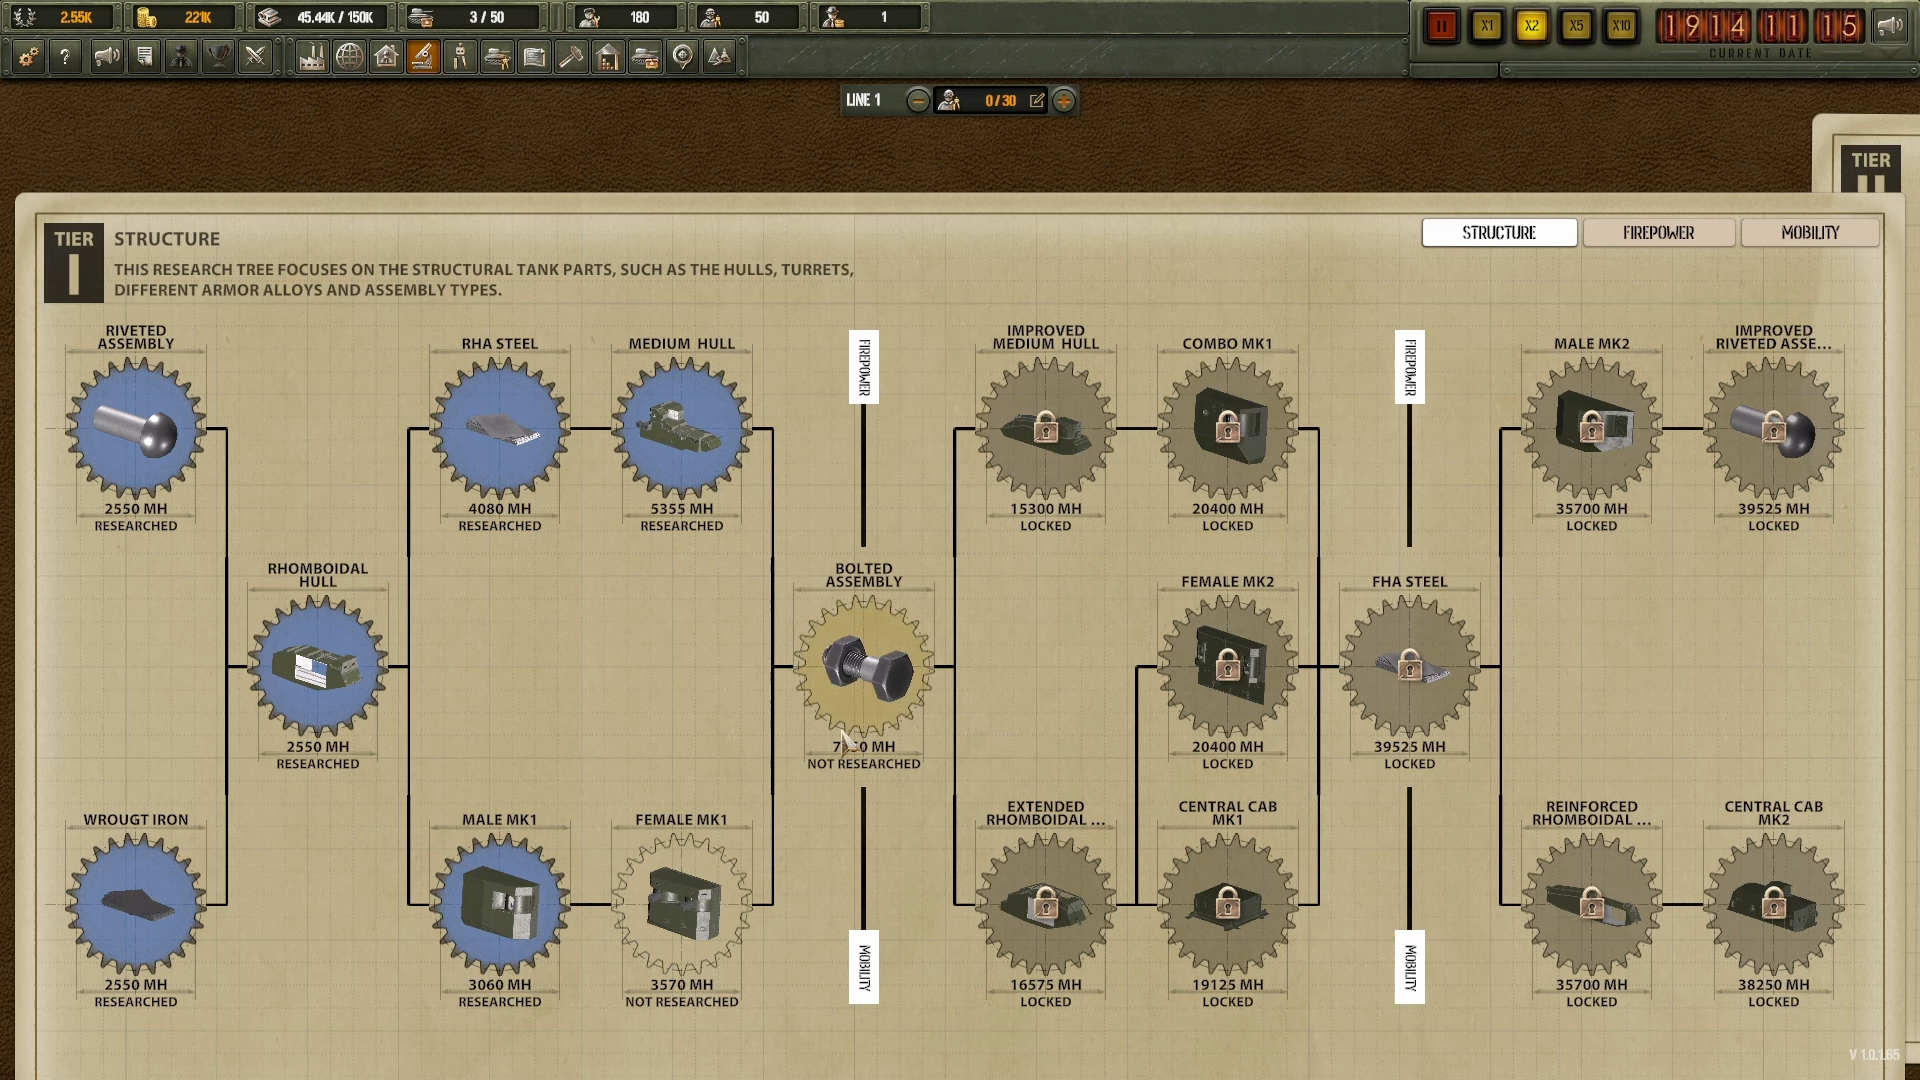 2.55K
221K
45.44K / 150K
3 / 50
180
50
1
X1
X2
X5
X10
1914 11 15
CURRENT DATE
?
LINE 1
0/30
TIER
II
TIER
I
STRUCTURE
THIS RESEARCH TREE FOCUSES ON THE STRUCTURAL TANK PARTS, SUCH AS THE HULLS, TURRETS,
DIFFERENT ARMOR ALLOYS AND ASSEMBLY TYPES.
STRUCTURE
FIREPOWER
MOBILITY
RIVETED
ASSEMBLY
2550 MH
RESEARCHED
WROUGT IRON
2550 MH
RESEARCHED
RHOMBOIDAL
HULL
2550 MH
RESEARCHED
RHA STEEL
4080 MH
RESEARCHED
MEDIUM HULL
5355 MH
RESEARCHED
MALE MK1
3060 MH
RESEARCHED
FEMALE MK1
3570 MH
NOT RESEARCHED
FIREPOWER
BOLTED
ASSEMBLY
MH
NOT RESEARCHED
MOBILITY
IMPROVED
MEDIUM HULL
15300 MH
LOCKED
COMBO MK1
20400 MH
LOCKED
FEMALE MK2
20400 MH
LOCKED
EXTENDED
RHOMBOIDAL ...
16575 MH
LOCKED
CENTRAL CAB
MK1
19125 MH
LOCKED
FIREPOWER
FHA STEEL
39525 MH
LOCKED
MOBILITY
MALE MK2
35700 MH
LOCKED
IMPROVED
RIVETED ASSE...
39525 MH
LOCKED
REINFORCED
RHOMBOIDAL ...
35700 MH
LOCKED
CENTRAL CAB
MK2
38250 MH
LOCKED
V 1.0.1.65